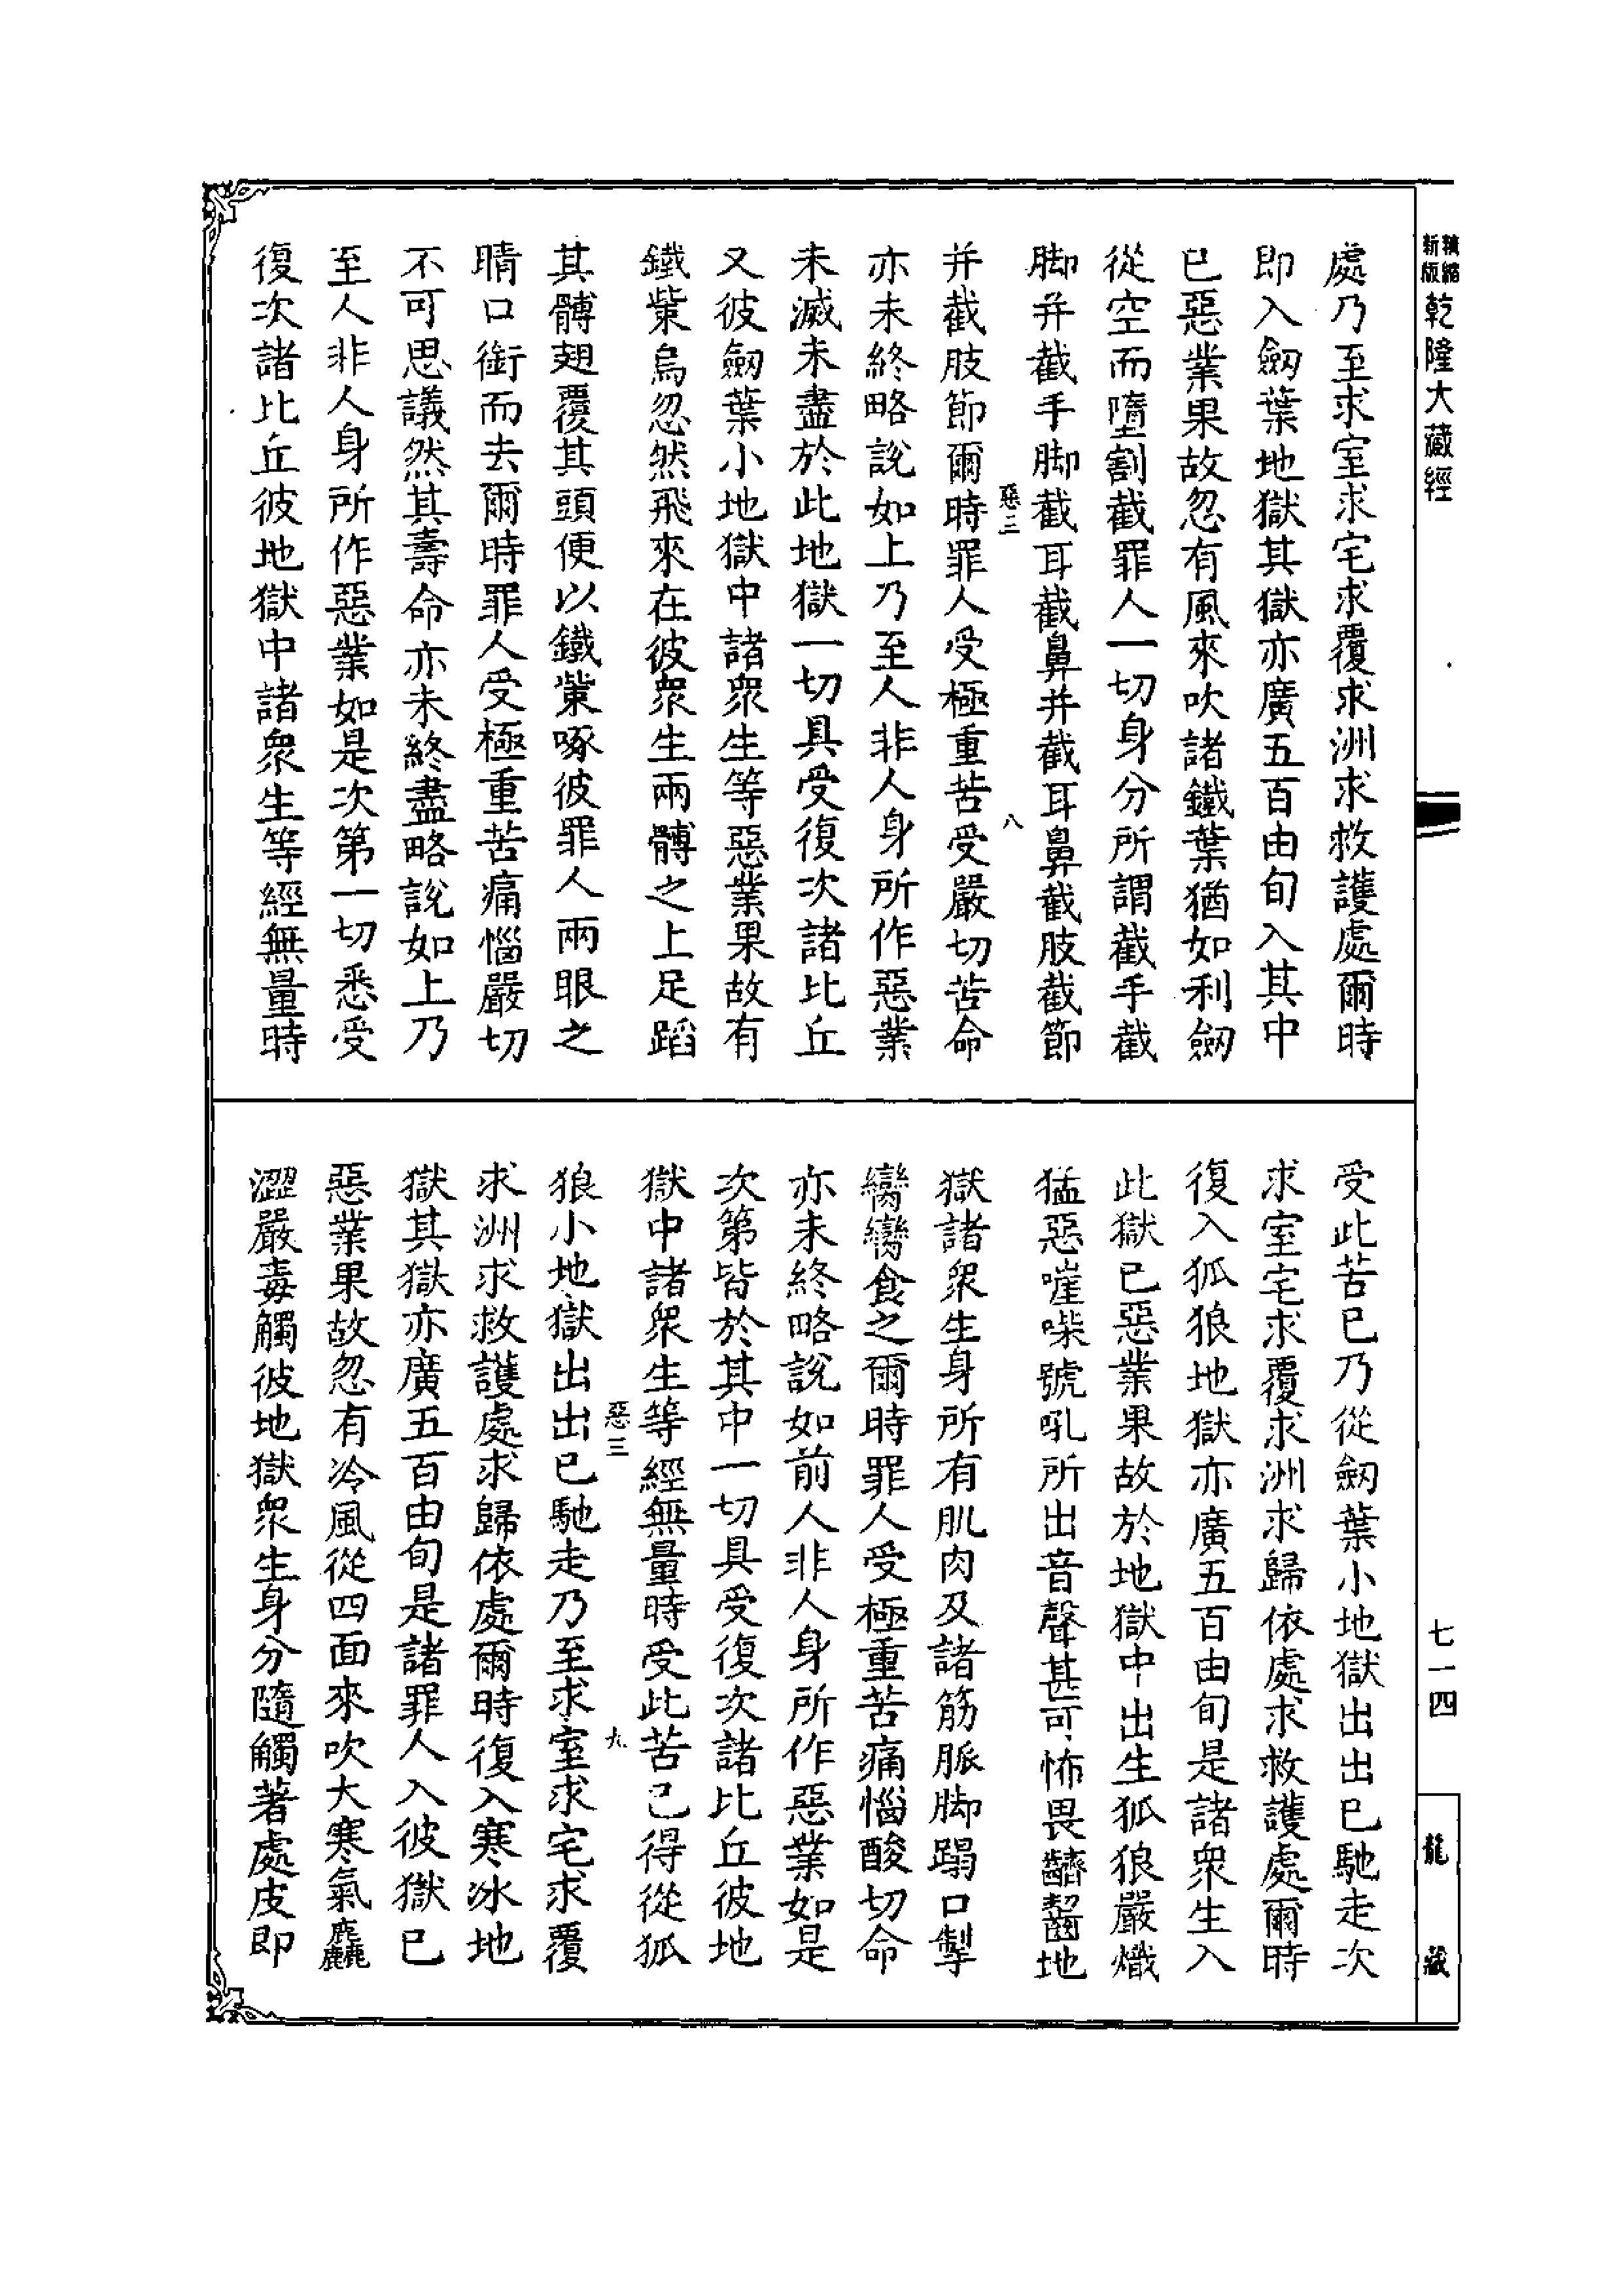 新版
精縮
乾隆大藏經
處乃至求室求宅求覆求洲求救護處爾時
即入劒葉地獄其獄亦廣五百由旬入其中
已惡業果故忽有風來吹諸鐵葉猶如利劒
從空而墮割截罪人一切身分所謂截手截
脚并截手脚截耳截鼻并截耳鼻截肢截節
惡三
八
并截肢節爾時罪人受極重苦受嚴切苦命
亦未終略說如上乃至人非人身所作惡業
未滅未盡於此地獄一切具受復次諸比丘
又彼劒葉小地獄中諸衆生等惡業果故有
鐵觜烏忽然飛來在彼衆生兩髆之上足蹈
其髆翅覆其頭便以鐵觜啄彼罪人兩眼之
睛口銜而去爾時罪人受極重苦痛惱嚴切
不可思議然其壽命亦未終盡略說如上乃
至人非人身所作惡業如是次第一切悉受
復次諸比丘彼地獄中諸衆生等經無量時
受此苦已乃從劒葉小地獄出出已馳走次
求室宅求覆求洲求歸依處求救護處爾時
復入狐狼地獄亦廣五百由旬是諸衆生入
此獄已惡業果故於地獄中出生狐狼嚴熾
猛惡嘊喍號吼所出音聲甚可怖畏齩齧地
獄諸衆生身所有肌肉及諸筋脈脚蹋口掣
臠臠食之爾時罪人受極重苦痛惱酸切命
亦未終略說如前人非人身所作惡業如是
次第皆於其中一切具受復次諸比丘彼地
獄中諸衆生等經無量時受此苦已得從狐
惡三
九
狼小地獄出出已馳走乃至求室求宅求覆
求洲求救護處求歸依處爾時復入寒冰地
獄其獄亦廣五百由旬是諸罪人入彼獄已
惡業果故忽有冷風從四面來吹大寒氣麤
澀嚴毒觸彼地獄衆生身分隨觸著處皮即
七一四
龍藏